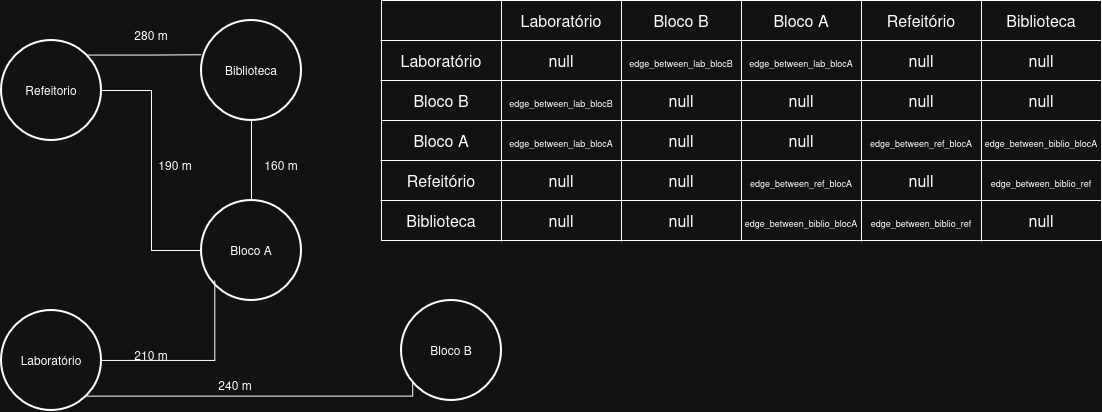 280 m
Refeitorio
Biblioteca
190 m
160 m
Bloco A
Laboratório
210 m
240 m
Bloco B
Laboratório Bloco B Bloco A Refeitório Biblioteca
Laboratório null edge_between_lab_blocB edge_between_lab_blocA null null
Bloco B edge_between_lab_blocB null null null null
Bloco A edge_between_lab_blocA null null edge_between_ref_blocA edge_between_biblio_blocA
Refeitório null null edge_between_ref_blocA null edge_between_biblio_ref
Biblioteca null null edge_between_biblio_blocA edge_between_biblio_ref null